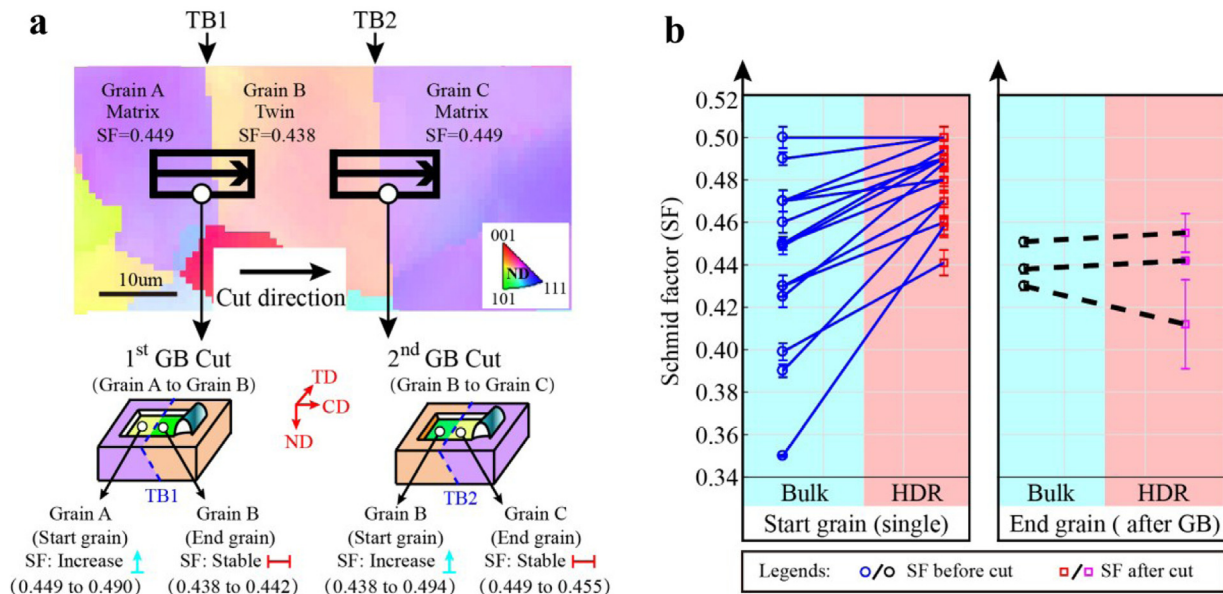 a
TB1
TB2
Grain A
Matrix
SF=0.449
Grain B
Twin
SF=0.438
Grain C
Matrix
SF=0.449
10um
Cut direction
001
ND
101
111
1st GB Cut
(Grain A to Grain B)
2nd GB Cut
(Grain B to Grain C)
TD
CD
ND
TB1
TB2
Grain A
(Start grain)
SF: Increase
(0.449 to 0.490)
Grain B
(End grain)
SF: Stable
(0.438 to 0.442)
Grain B
(Start grain)
SF: Increase
(0.438 to 0.494)
Grain C
(End grain)
SF: Stable
(0.449 to 0.455)
b
Schmid factor (SF)
0.52
0.50
0.48
0.46
0.44
0.42
0.40
0.38
0.36
0.34
Bulk
HDR
Start grain (single)
Bulk
HDR
End grain ( after GB)
Legends:
/ SF before cut
/ SF after cut